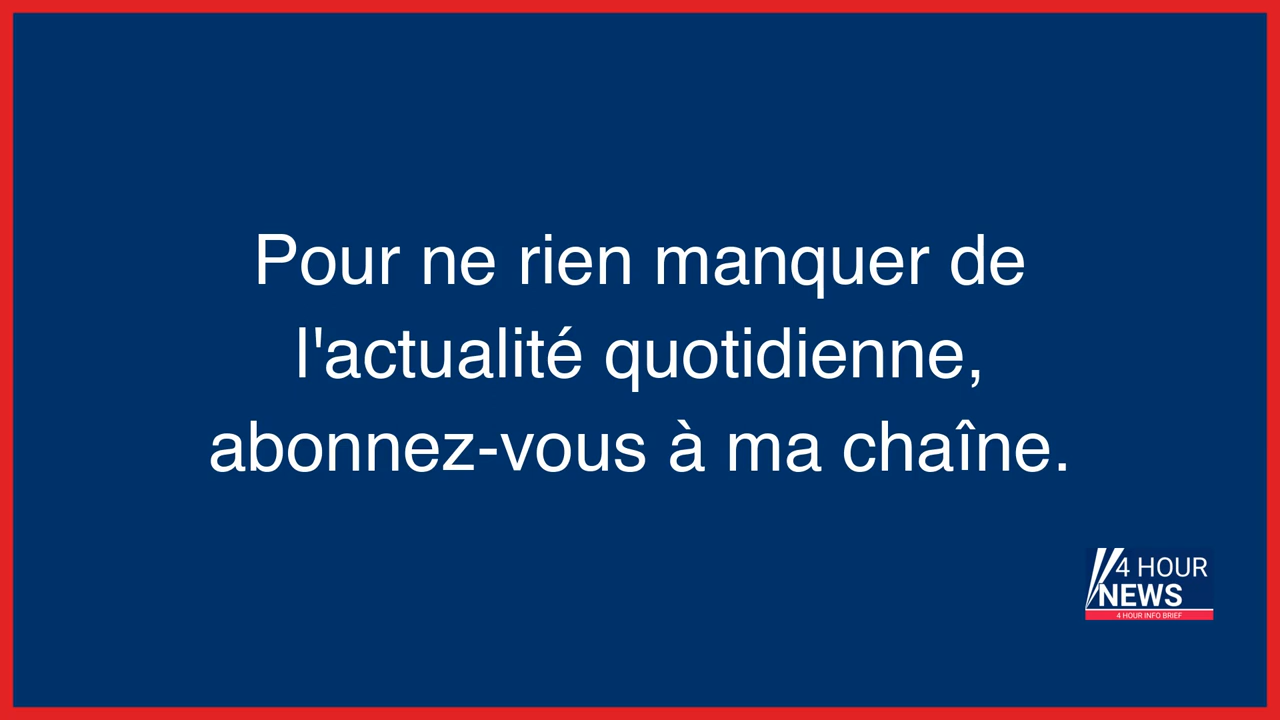 Pour ne rien manquer de
l'actualité quotidienne,
abonnez-vous à ma chaîne.
4 HOUR
NEWS
4 HOUR INFO BRIEF